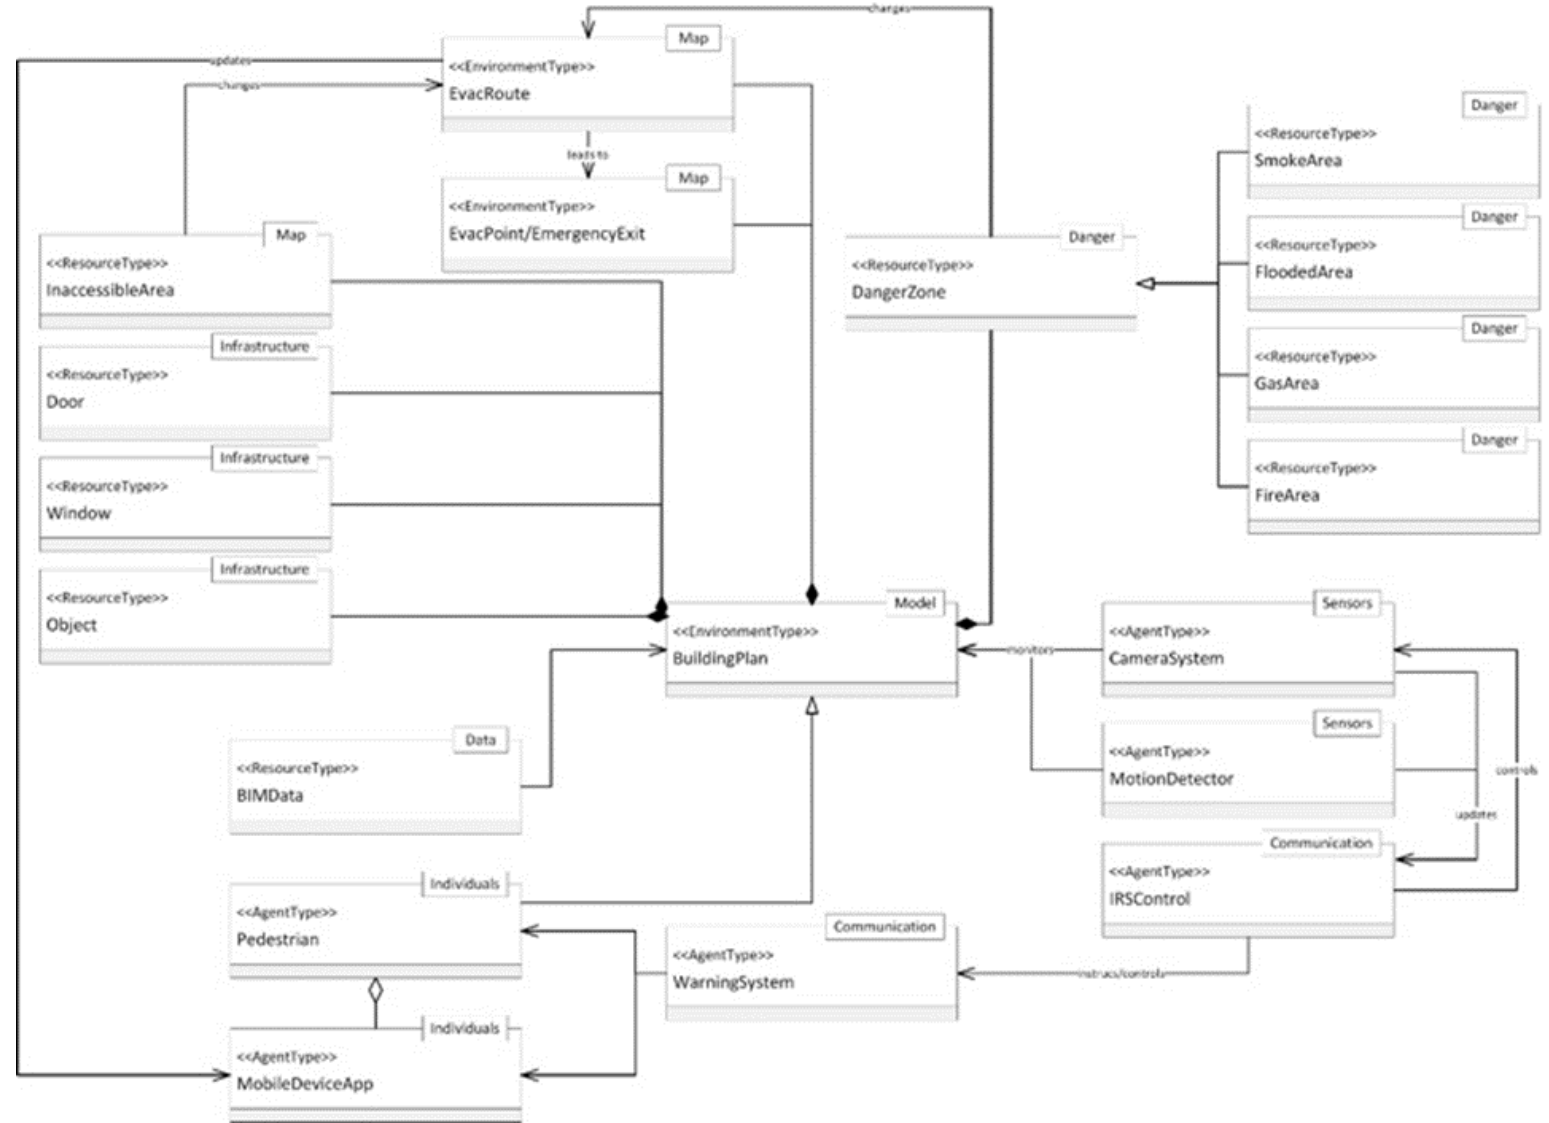 changes
Map
<<EnvironmentType>>
EvacRoute
updates
changes
leads to
Map
<<EnvironmentType>>
EvacPoint/EmergencyExit
Danger
<<ResourceType>>
SmokeArea
Danger
<<ResourceType>>
FloodedArea
Danger
<<ResourceType>>
GasArea
Danger
<<ResourceType>>
FireArea
Danger
<<ResourceType>>
DangerZone
Map
<<ResourceType>>
InaccessibleArea
Infrastructure
<<ResourceType>>
Door
Infrastructure
<<ResourceType>>
Window
Infrastructure
<<ResourceType>>
Object
Model
<<EnvironmentType>>
BuildingPlan
monitors
Sensors
<<AgentType>>
CameraSystem
Sensors
<<AgentType>>
MotionDetector
controls
updates
Communication
<<AgentType>>
IRSControl
Data
<<ResourceType>>
BIMData
Individuals
<<AgentType>>
Pedestrian
Communication
<<AgentType>>
WarningSystem
Individuals
<<AgentType>>
MobileDeviceApp